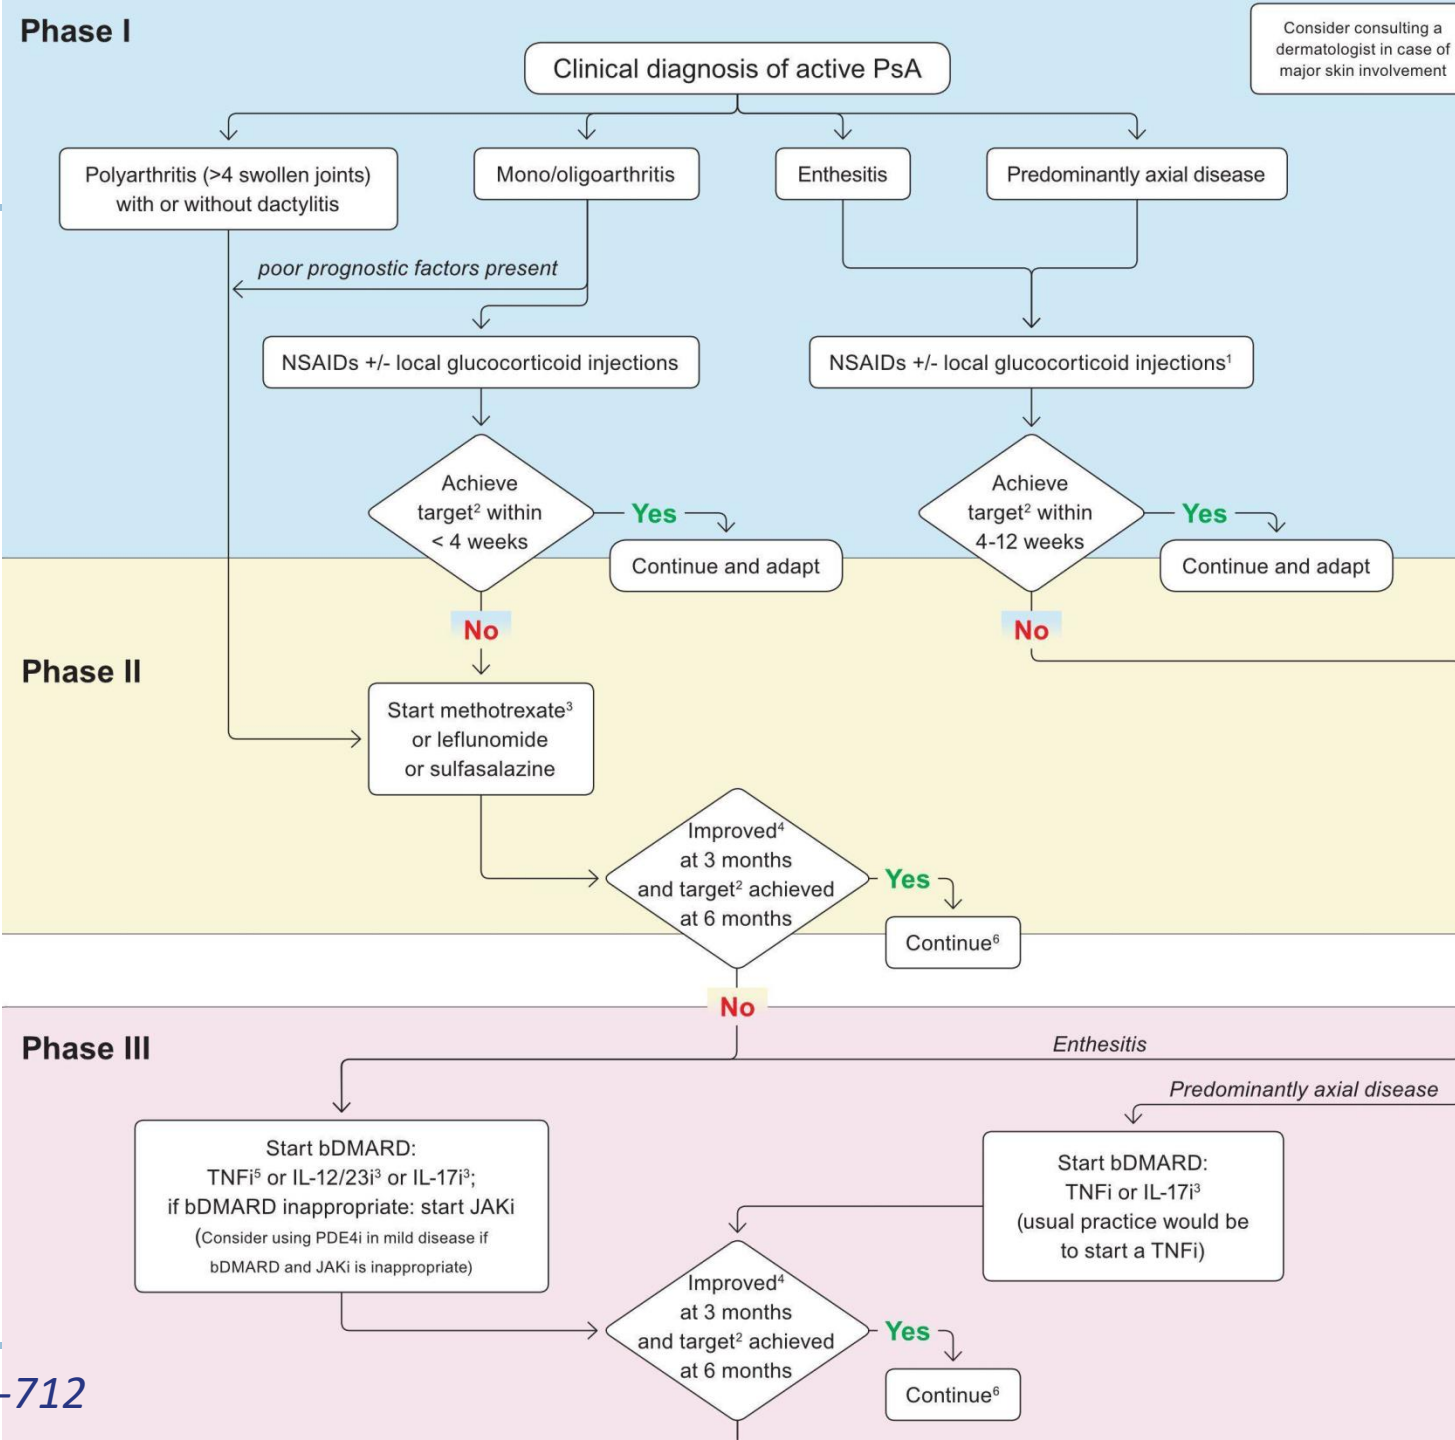 Phase I
Consider consulting a
dermatologist in case of
major skin involvement
Clinical diagnosis of active PsA
Polyarthritis (>4 swollen joints)
with or without dactylitis
Mono/oligoarthritis
Enthesitis
Predominantly axial disease
poor prognostic factors present
NSAIDs +/- local glucocorticoid injections
NSAIDs +/- local glucocorticoid injections¹
Achieve
target² within
< 4 weeks
Yes
Continue and adapt
Achieve
target² within
4-12 weeks
Yes
Continue and adapt
No
No
Phase II
Start methotrexate³
or leflunomide
or sulfasalazine
Improved⁴
at 3 months
and target² achieved
at 6 months
Yes
Continue⁶
No
Phase III
Enthesitis
Predominantly axial disease
Start bDMARD:
TNFi⁵ or IL-12/23i³ or IL-17i³;
if bDMARD inappropriate: start JAKi
(Consider using PDE4i in mild disease if
bDMARD and JAKi is inappropriate)
Start bDMARD:
TNFi or IL-17i³
(usual practice would be
to start a TNFi)
Improved⁴
at 3 months
and target² achieved
at 6 months
Yes
Continue⁶
-712